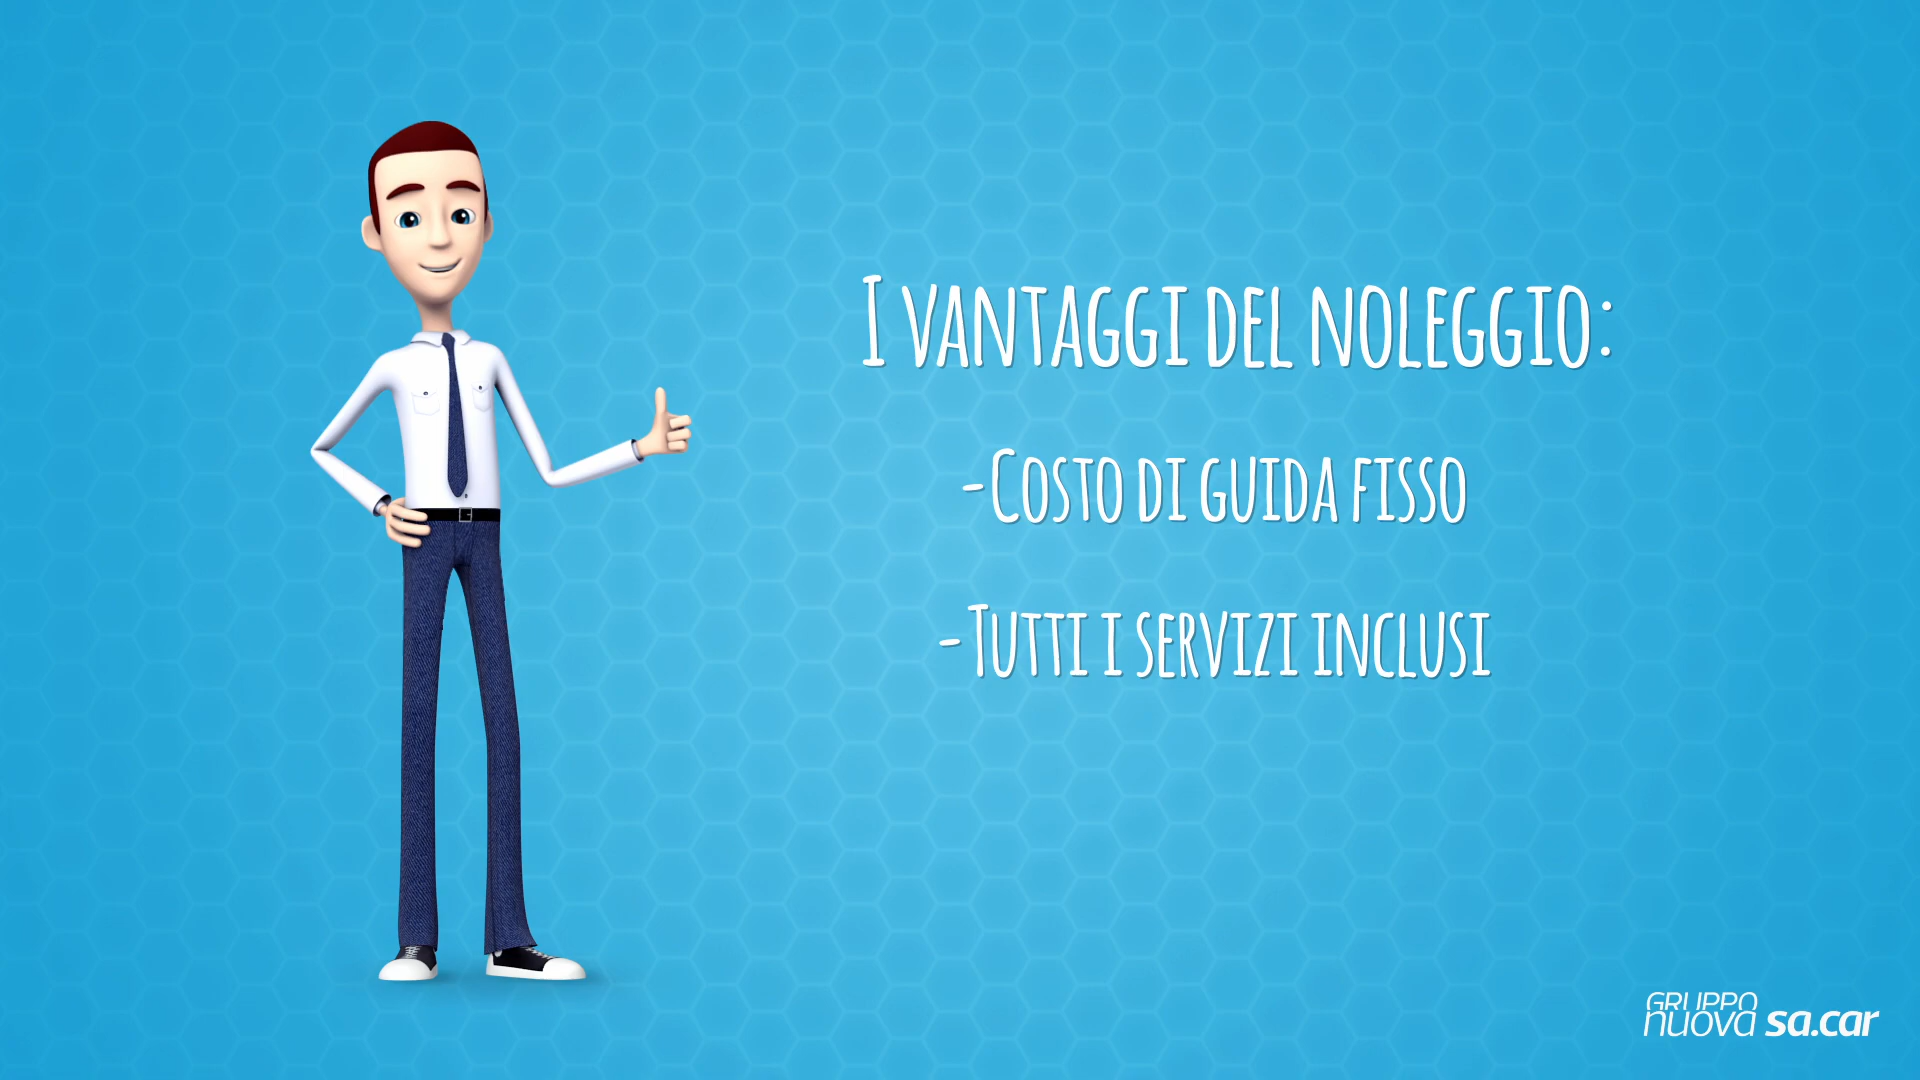 I vantaggi del noleggio:
-Costo di guida fisso
-Tutti i servizi inclusi
GRUPPO
nuova sa.car